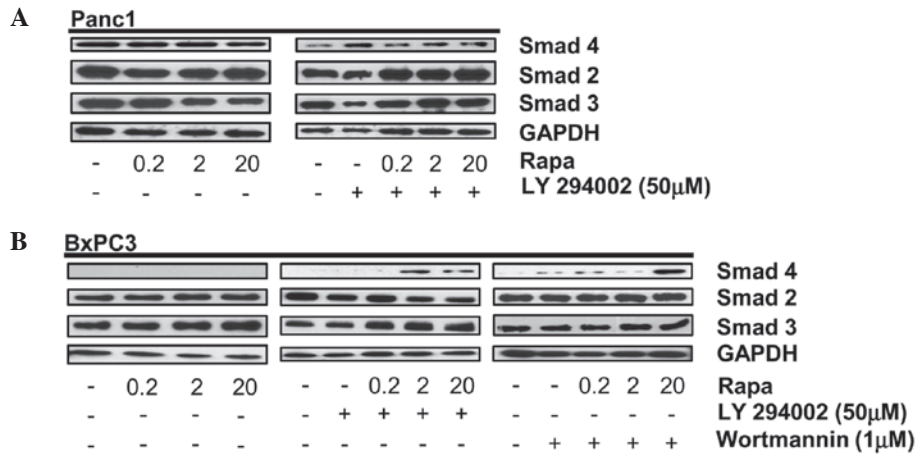 A
Panc1
Smad 4
Smad 2
Smad 3
GAPDH
- 0.2 2 20 - - 0.2 2 20 Rapa
- - - - - + + + + LY 294002 (50μM)
B
BxPC3
Smad 4
Smad 2
Smad 3
GAPDH
- 0.2 2 20 - - 0.2 2 20 - - 0.2 2 20 Rapa
- - - - - + + + + - - - - - LY 294002 (50μM)
- - - - - - - - - - + + + + Wortmannin (1μM)